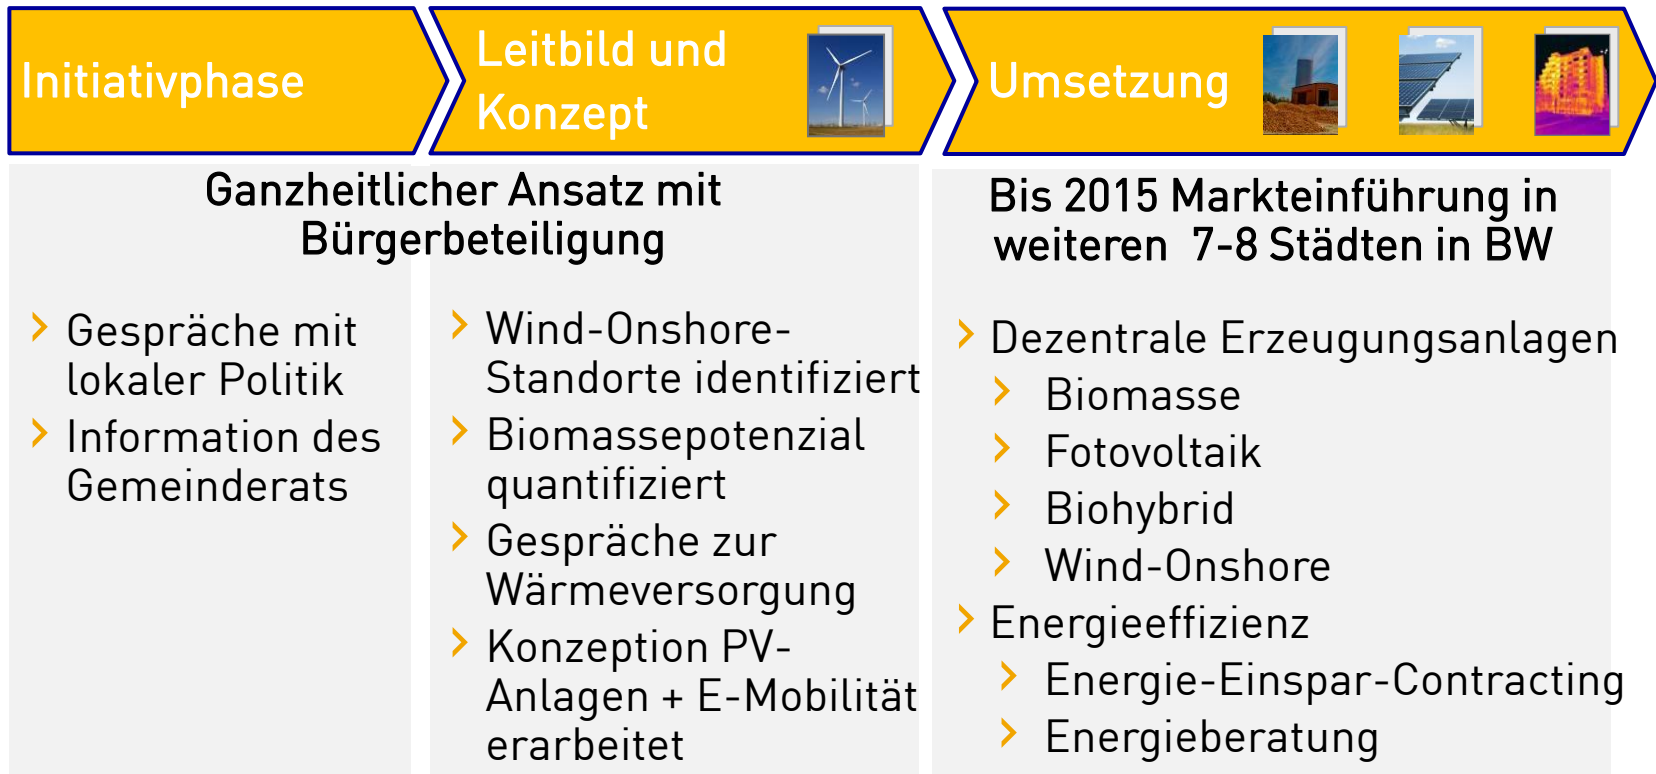 Initiativphase
Leitbild und
Konzept
Umsetzung
Ganzheitlicher Ansatz mit
Bürgerbeteiligung
Gespräche mit
lokaler Politik
Information des
Gemeinderats
Wind-Onshore-
Standorte identifiziert
Biomassepotenzial
quantifiziert
Gespräche zur
Wärmeversorgung
Konzeption PV-
Anlagen + E-Mobilität
erarbeitet
Bis 2015 Markteinführung in
weiteren 7-8 Städten in BW
Dezentrale Erzeugungsanlagen
Biomasse
Fotovoltaik
Biohybrid
Wind-Onshore
Energieeffizienz
Energie-Einspar-Contracting
Energieberatung